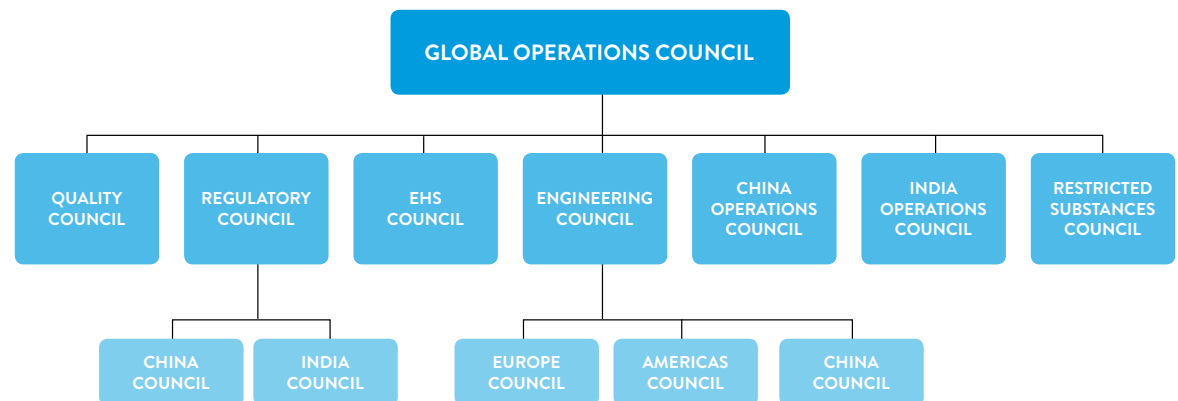 GLOBAL OPERATIONS COUNCIL
QUALITY
COUNCIL
REGULATORY
COUNCIL
EHS
COUNCIL
ENGINEERING
COUNCIL
CHINA
OPERATIONS
COUNCIL
INDIA
OPERATIONS
COUNCIL
RESTRICTED
SUBSTANCES
COUNCIL
CHINA
COUNCIL
INDIA
COUNCIL
EUROPE
COUNCIL
AMERICAS
COUNCIL
CHINA
COUNCIL